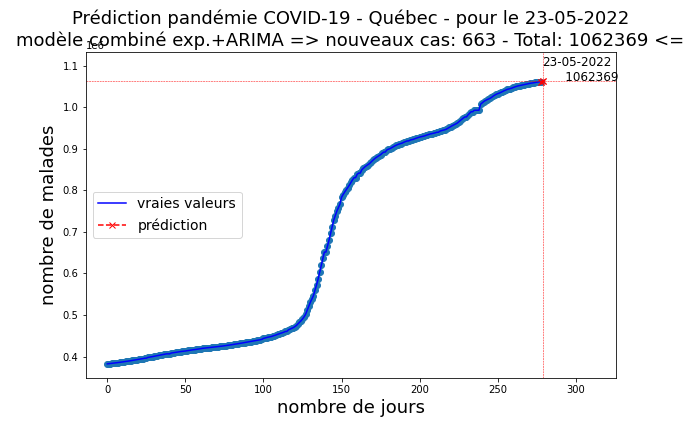 Prédiction pandémie COVID-19 - Québec - pour le 23-05-2022
modèle combiné exp.+ARIMA => nouveaux cas: 663 - Total: 1062369 <=
1e6
23-05-2022
1062369
1.1
1.0
0.9
0.8
0.7
0.6
0.5
0.4
nombre de malades
vraies valeurs
prédiction
0 50 100 150 200 250 300
nombre de jours